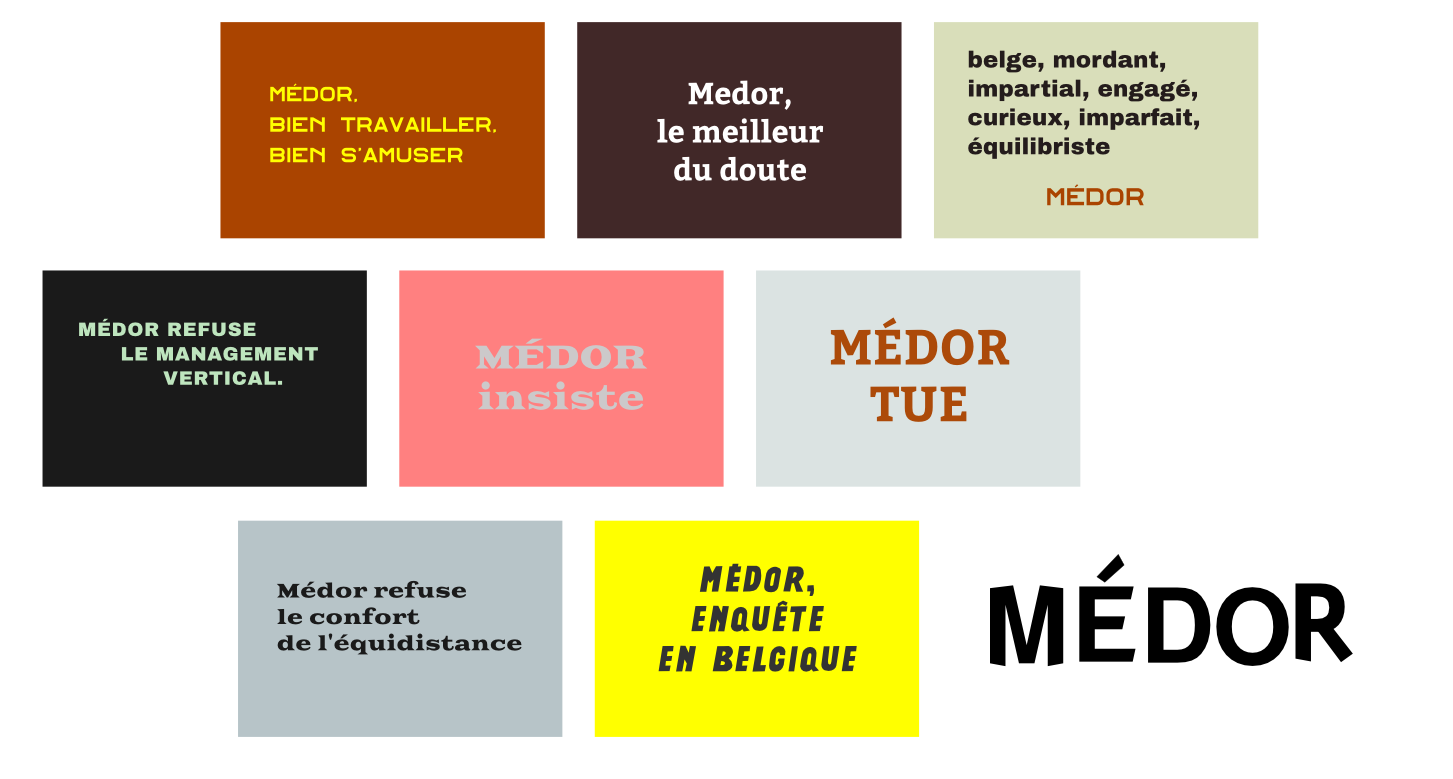 MÉDOR,
BIEN TRAVAILLER,
BIEN S'AMUSER
Medor,
le meilleur
du doute
belge, mordant,
impartial, engagé,
curieux, imparfait,
équilibriste
MÉDOR
MÉDOR REFUSE
LE MANAGEMENT
VERTICAL.
MÉDOR
insiste
MÉDOR
TUE
Médor refuse
le confort
de l'équidistance
MÉDOR,
ENQUÊTE
EN BELGIQUE
MÉDOR